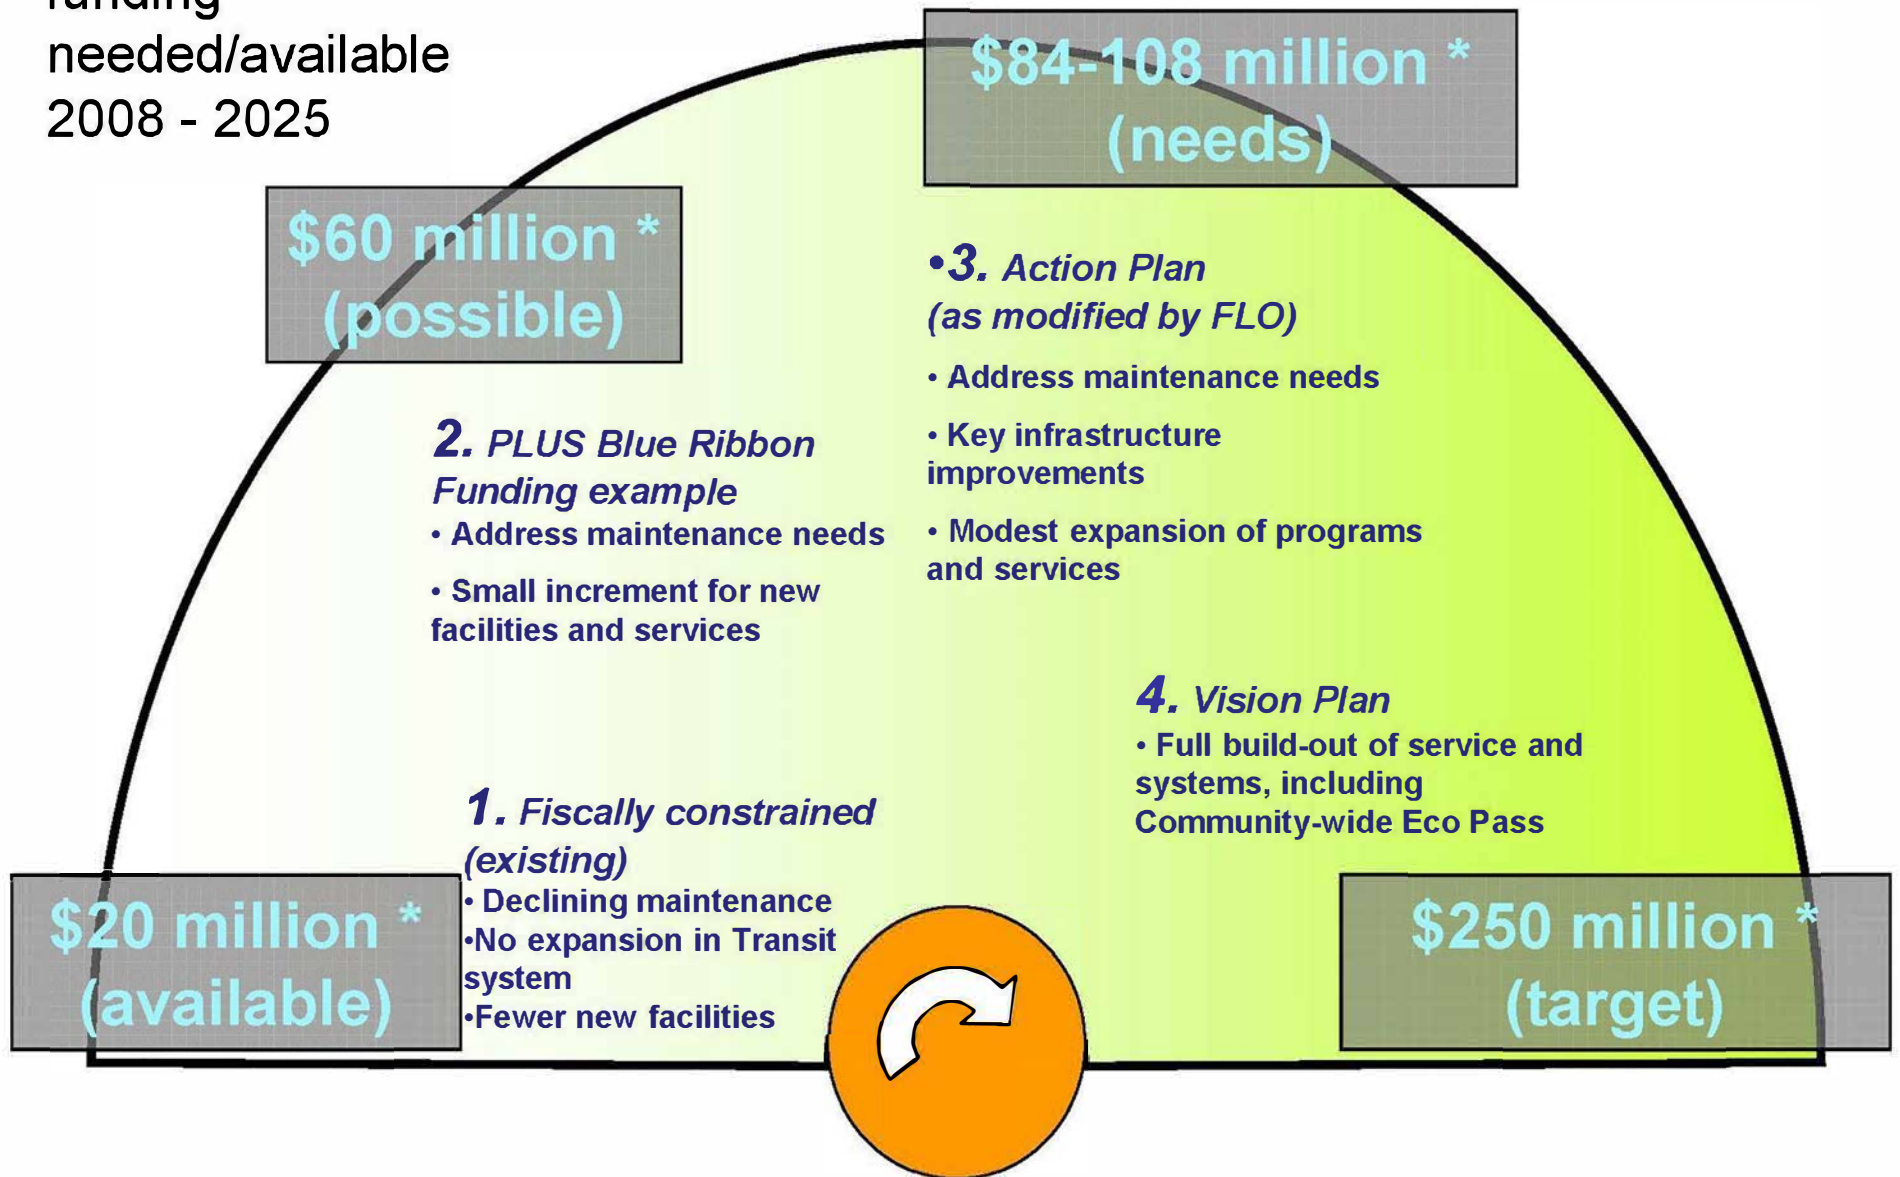 funding
needed/available
2008 - 2025
$84-108 million *
(needs)
$60 million *
(possible)
•3. Action Plan
(as modified by FLO)
• Address maintenance needs
• Key infrastructure
improvements
• Modest expansion of programs
and services
2. PLUS Blue Ribbon
Funding example
• Address maintenance needs
• Small increment for new
facilities and services
4. Vision Plan
• Full build-out of service and
systems, including
Community-wide Eco Pass
1. Fiscally constrained
(existing)
• Declining maintenance
•No expansion in Transit
system
•Fewer new facilities
$20 million *
(available)
$250 million *
(target)